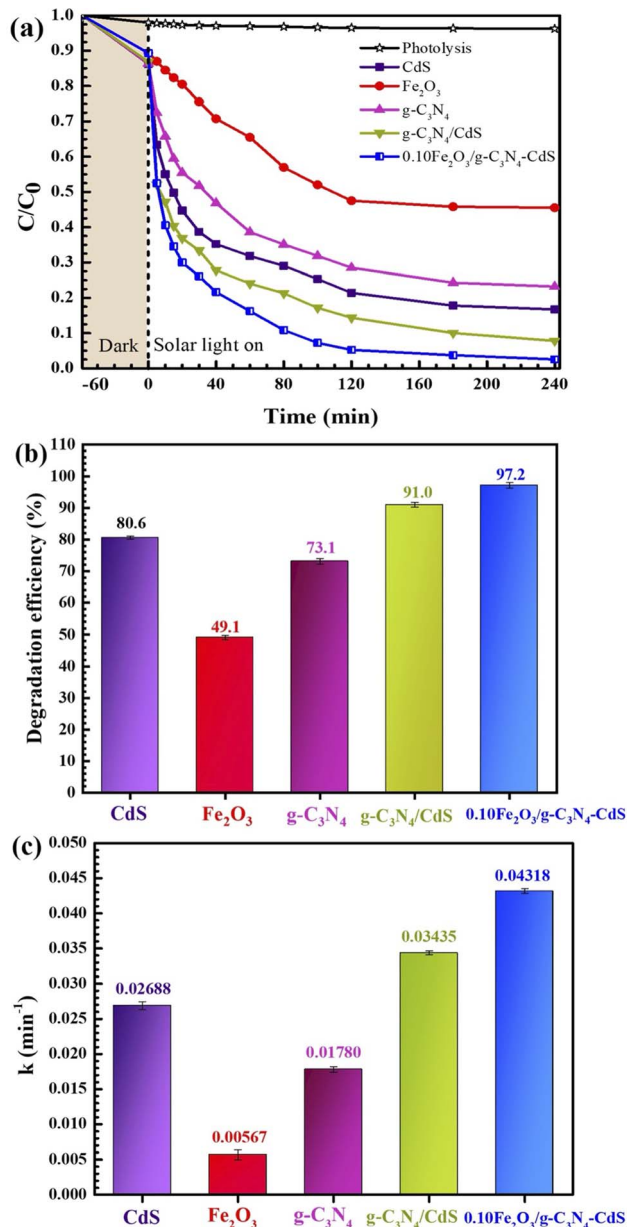 (a)
1.0
0.9
0.8
0.7
0.6
0.5
0.4
0.3
0.2
0.1
0.0
C/C₀
Photolysis
CdS
Fe₂O₃
g-C₃N₄
g-C₃N₄/CdS
0.10Fe₂O₃/g-C₃N₄-CdS
Dark
Solar light on
-60 0 40 80 120 160 200 240
Time (min)
(b)
110
100
90
80
70
60
50
40
30
20
10
0
Degradation efficiency (%)
80.6
49.1
73.1
91.0
97.2
CdS Fe₂O₃ g-C₃N₄ g-C₃N₄/CdS 0.10Fe₂O₃/g-C₃N₄-CdS
(c)
0.050
0.045
0.040
0.035
0.030
0.025
0.020
0.015
0.010
0.005
0.000
k (min⁻¹)
0.02688
0.00567
0.01780
0.03435
0.04318
CdS Fe₂O₃ g-C₃N₄ g-C₃N₄/CdS 0.10Fe₂O₃/g-C₃N₄-CdS